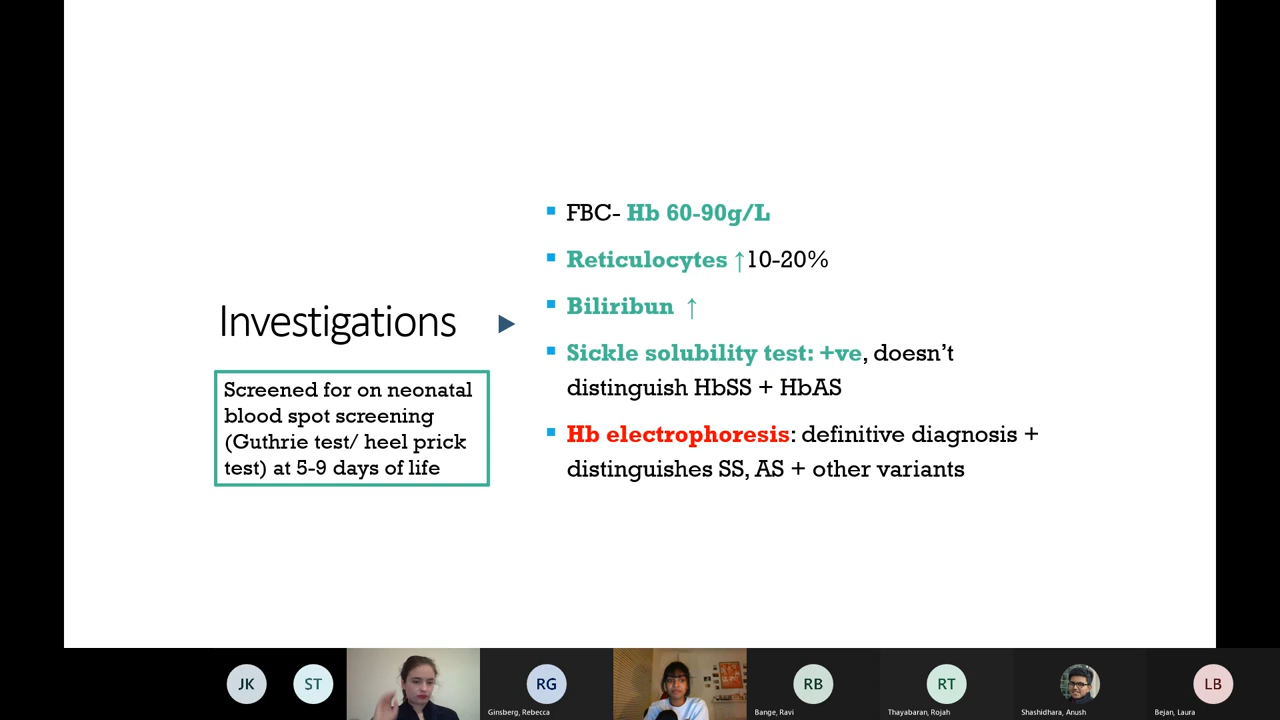 Investigations
Screened for on neonatal
blood spot screening
(Guthrie test/ heel prick
test) at 5-9 days of life
FBC- Hb 60-90g/L
Reticulocytes ↑10-20%
Biliribun ↑
Sickle solubility test: +ve, doesn't
distinguish HbSS + HbAS
Hb electrophoresis: definitive diagnosis +
distinguishes SS, AS + other variants
JK
ST
RG
Ginsberg, Rebecca
RB
Bange, Ravi
RT
Thayabaran, Rojah
Shashidhara, Anush
LB
Bejan, Laura